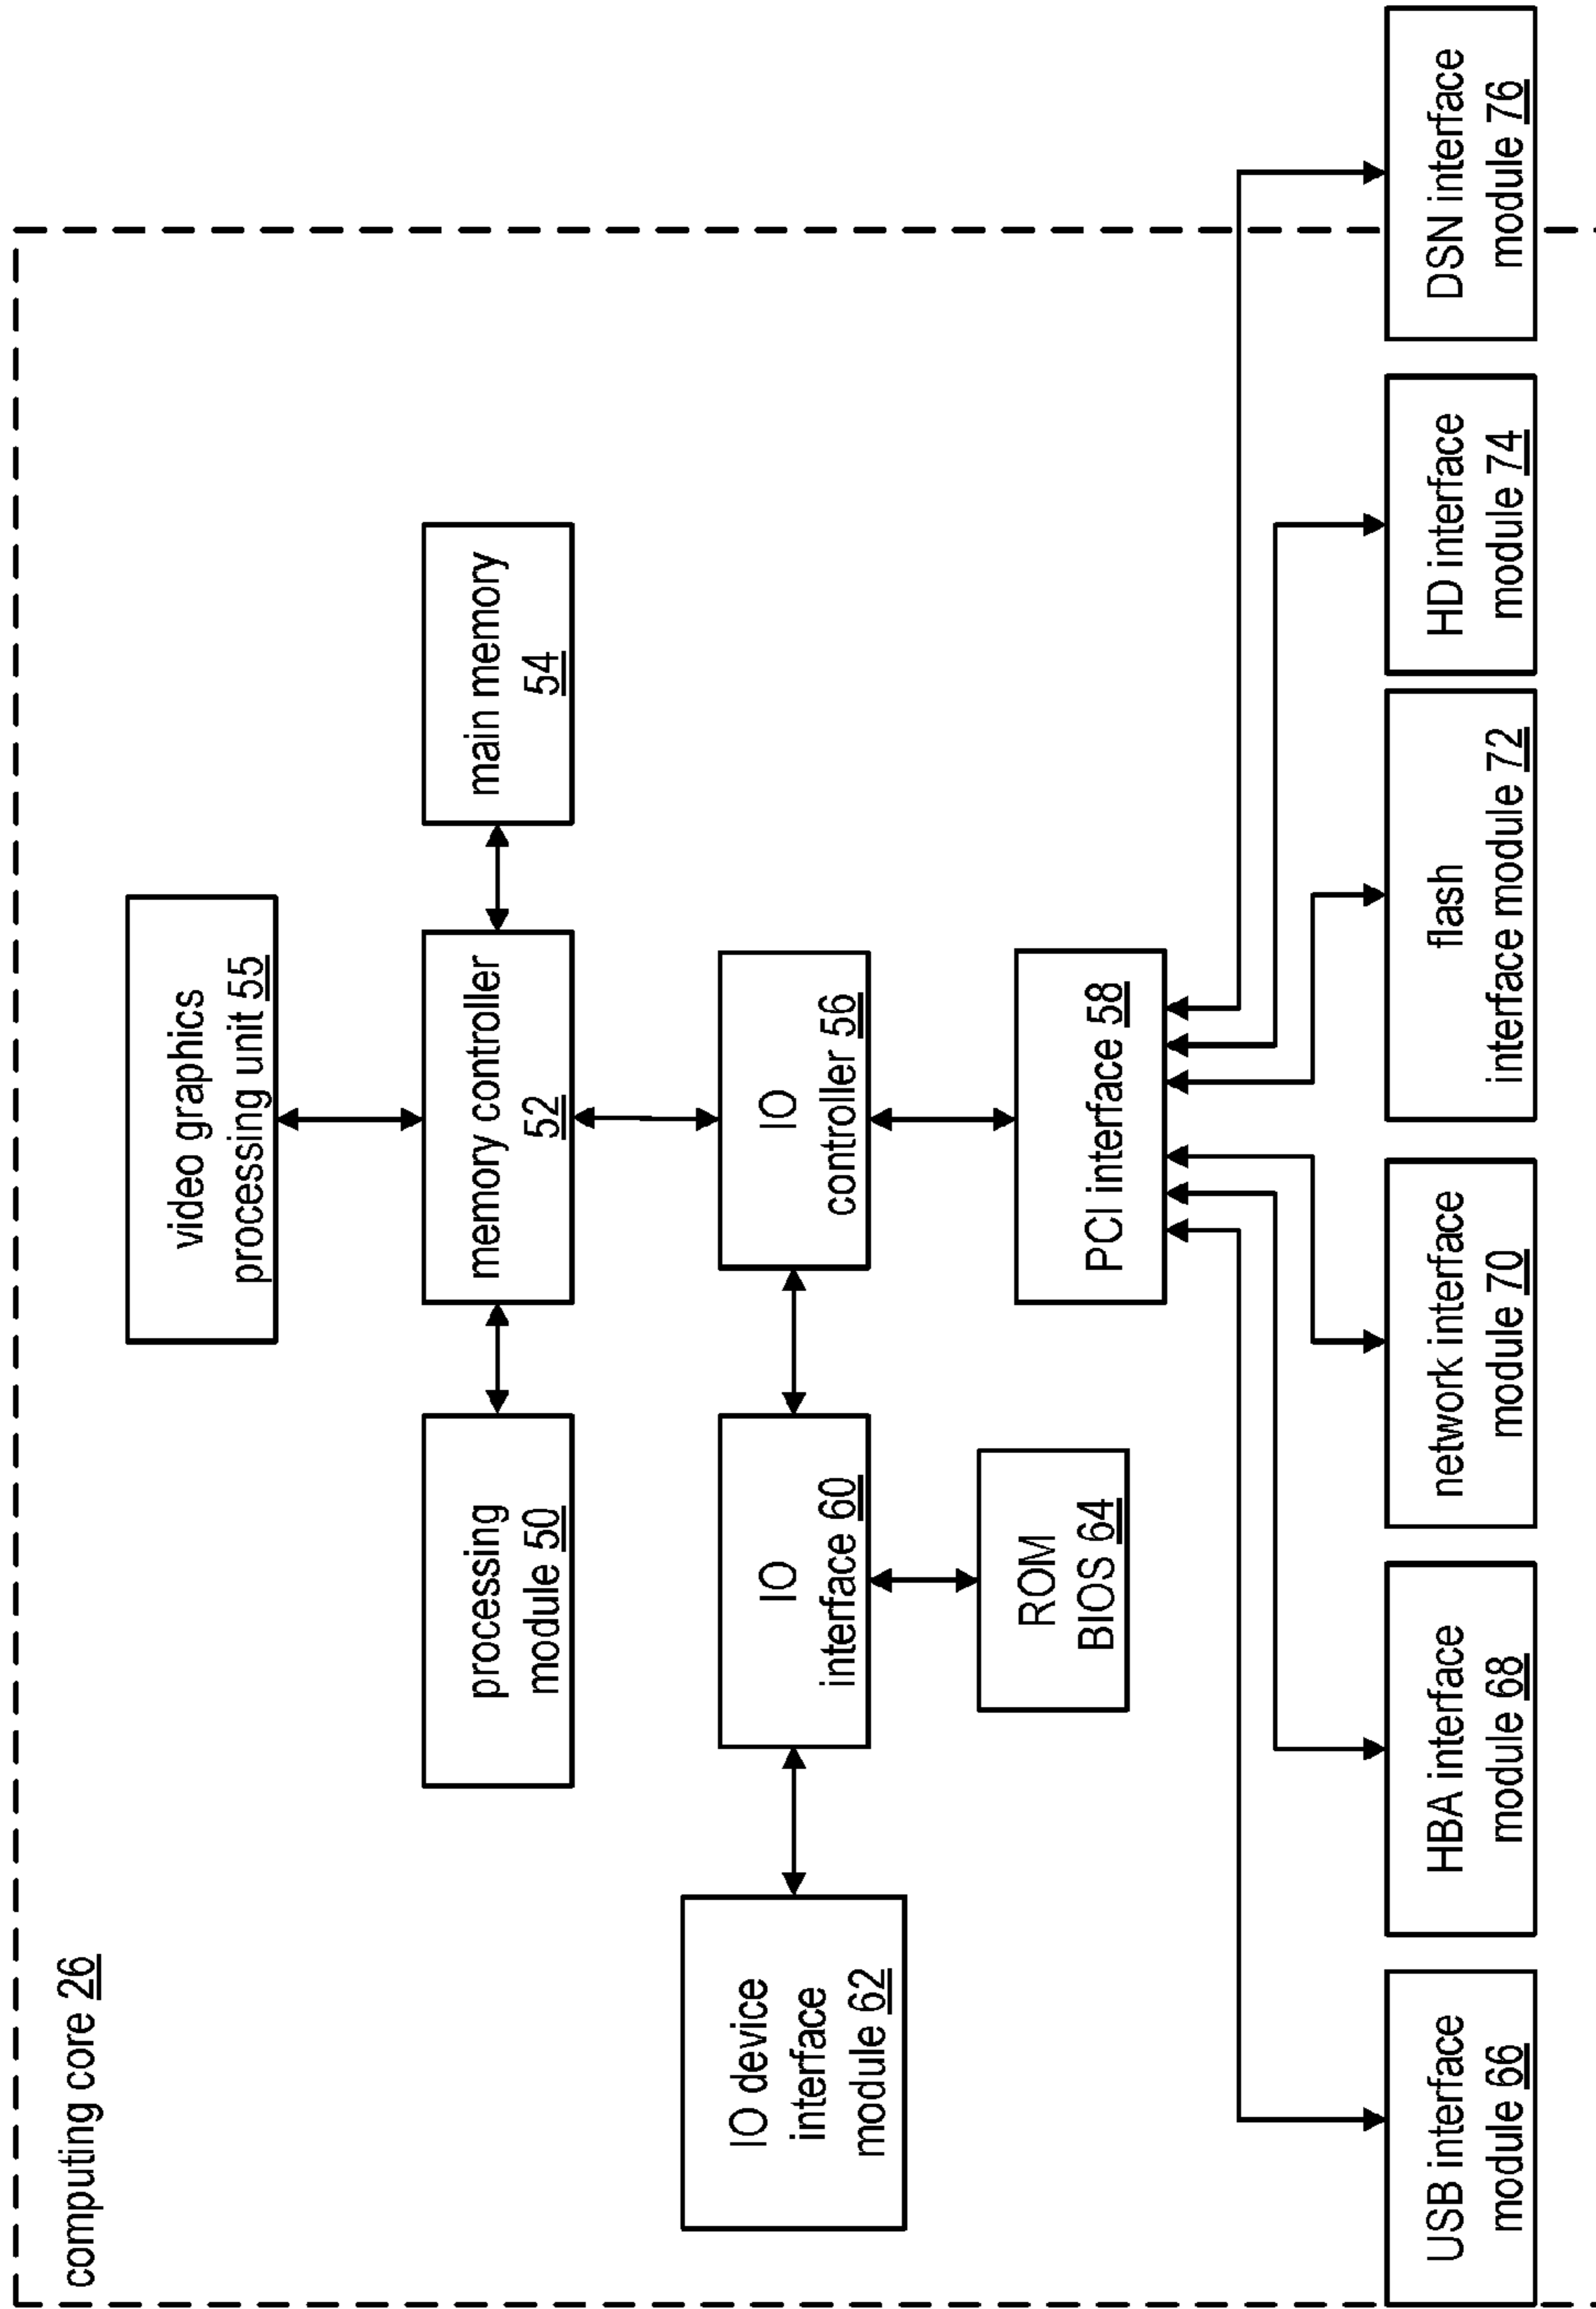 computing core 26
video graphics
processing unit 55
processing
module 50
memory controller
52
main memory
54
IO device
interface
module 62
IO
interface 60
IO
controller 56
ROM
BIOS 64
PCI interface 58
USB interface
module 66
HBA interface
module 68
network interface
module 70
flash
interface module 72
HD interface
module 74
DSN interface
module 76